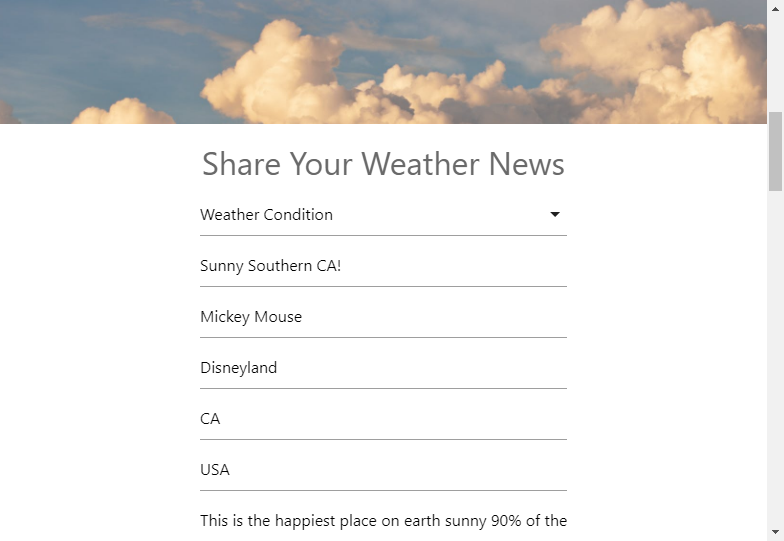 Share Your Weather News
Weather Condition
Sunny Southern CA!
Mickey Mouse
Disneyland
CA
USA
This is the happiest place on earth sunny 90% of the